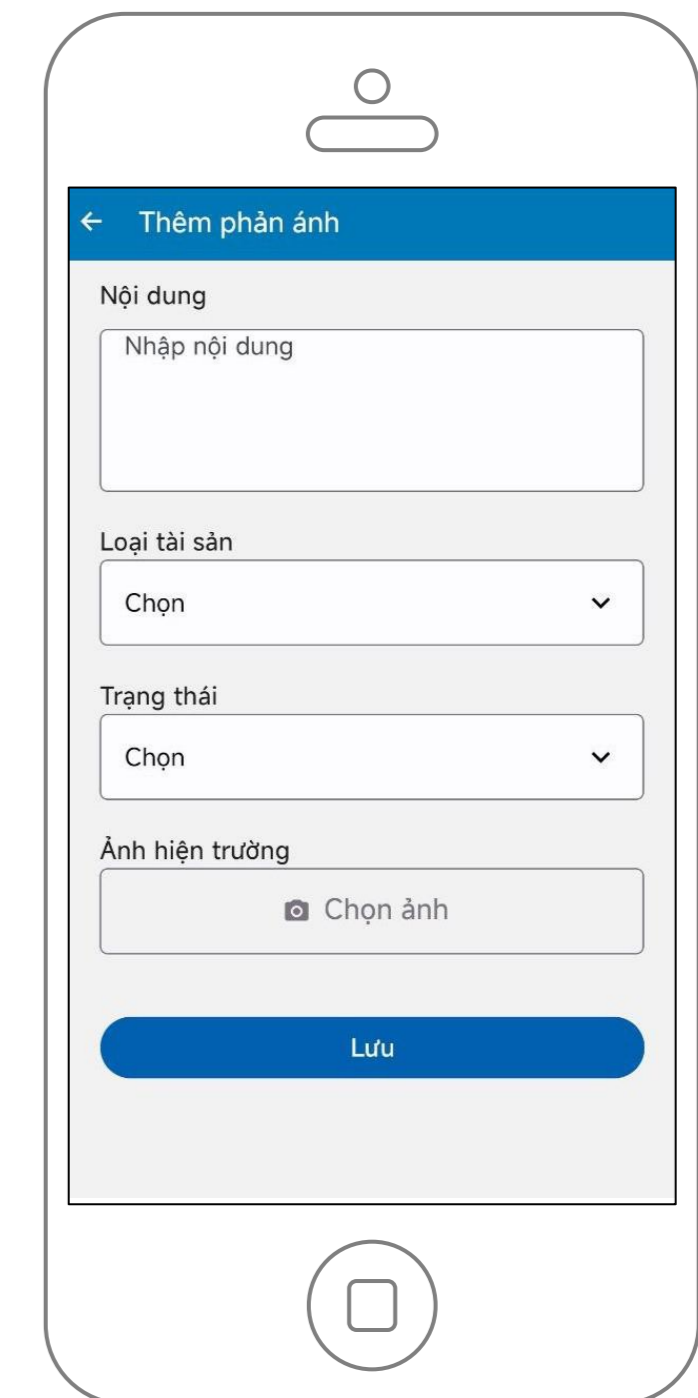 Thêm phản ánh
Nội dung
Nhập nội dung
Loại tài sản
Chọn
Trạng thái
Chọn
Ảnh hiện trường
Chọn ảnh
Lưu